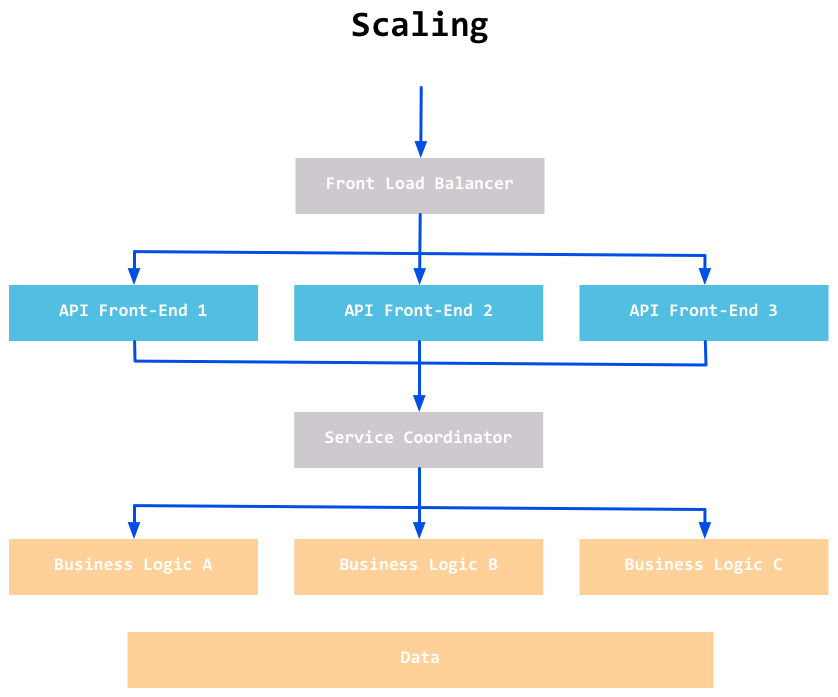 Scaling
Front Load Balancer
API Front-End 1
API Front-End 2
API Front-End 3
Service Coordinator
Business Logic A
Business Logic B
Business Logic C
Data